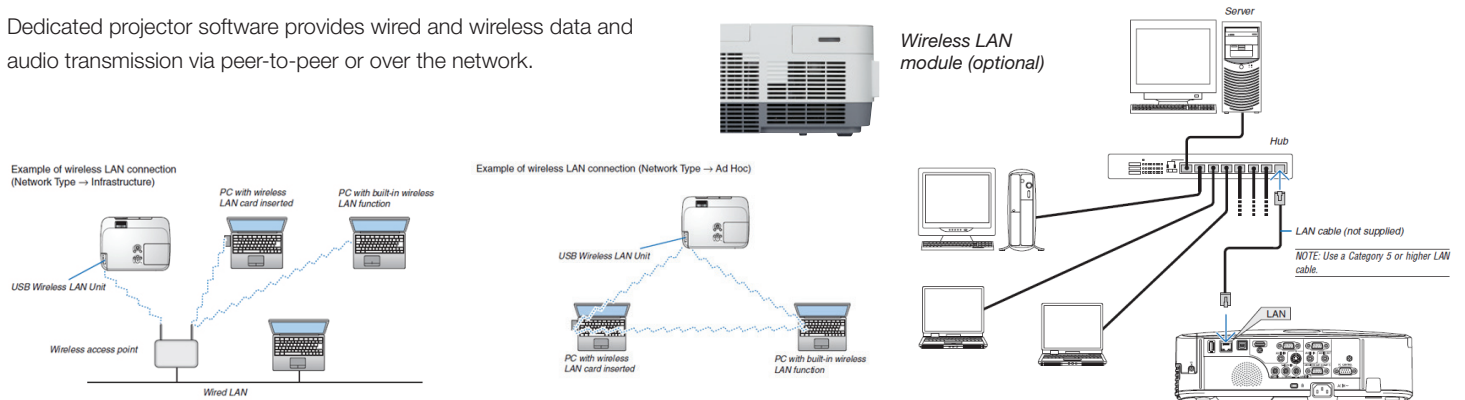 Dedicated projector software provides wired and wireless data and
audio transmission via peer-to-peer or over the network.
Wireless LAN
module (optional)
Example of wireless LAN connection
(Network Type → Infrastructure)
PC with wireless
LAN card inserted
PC with built-in wireless
LAN function
USB Wireless LAN Unit
Wireless access point
Wired LAN
Example of wireless LAN connection (Network Type → Ad Hoc)
USB Wireless LAN Unit
PC with wireless
LAN card inserted
PC with built-in wireless
LAN function
Server
Hub
LAN cable (not supplied)
NOTE: Use a Category 5 or higher LAN
cable.
LAN